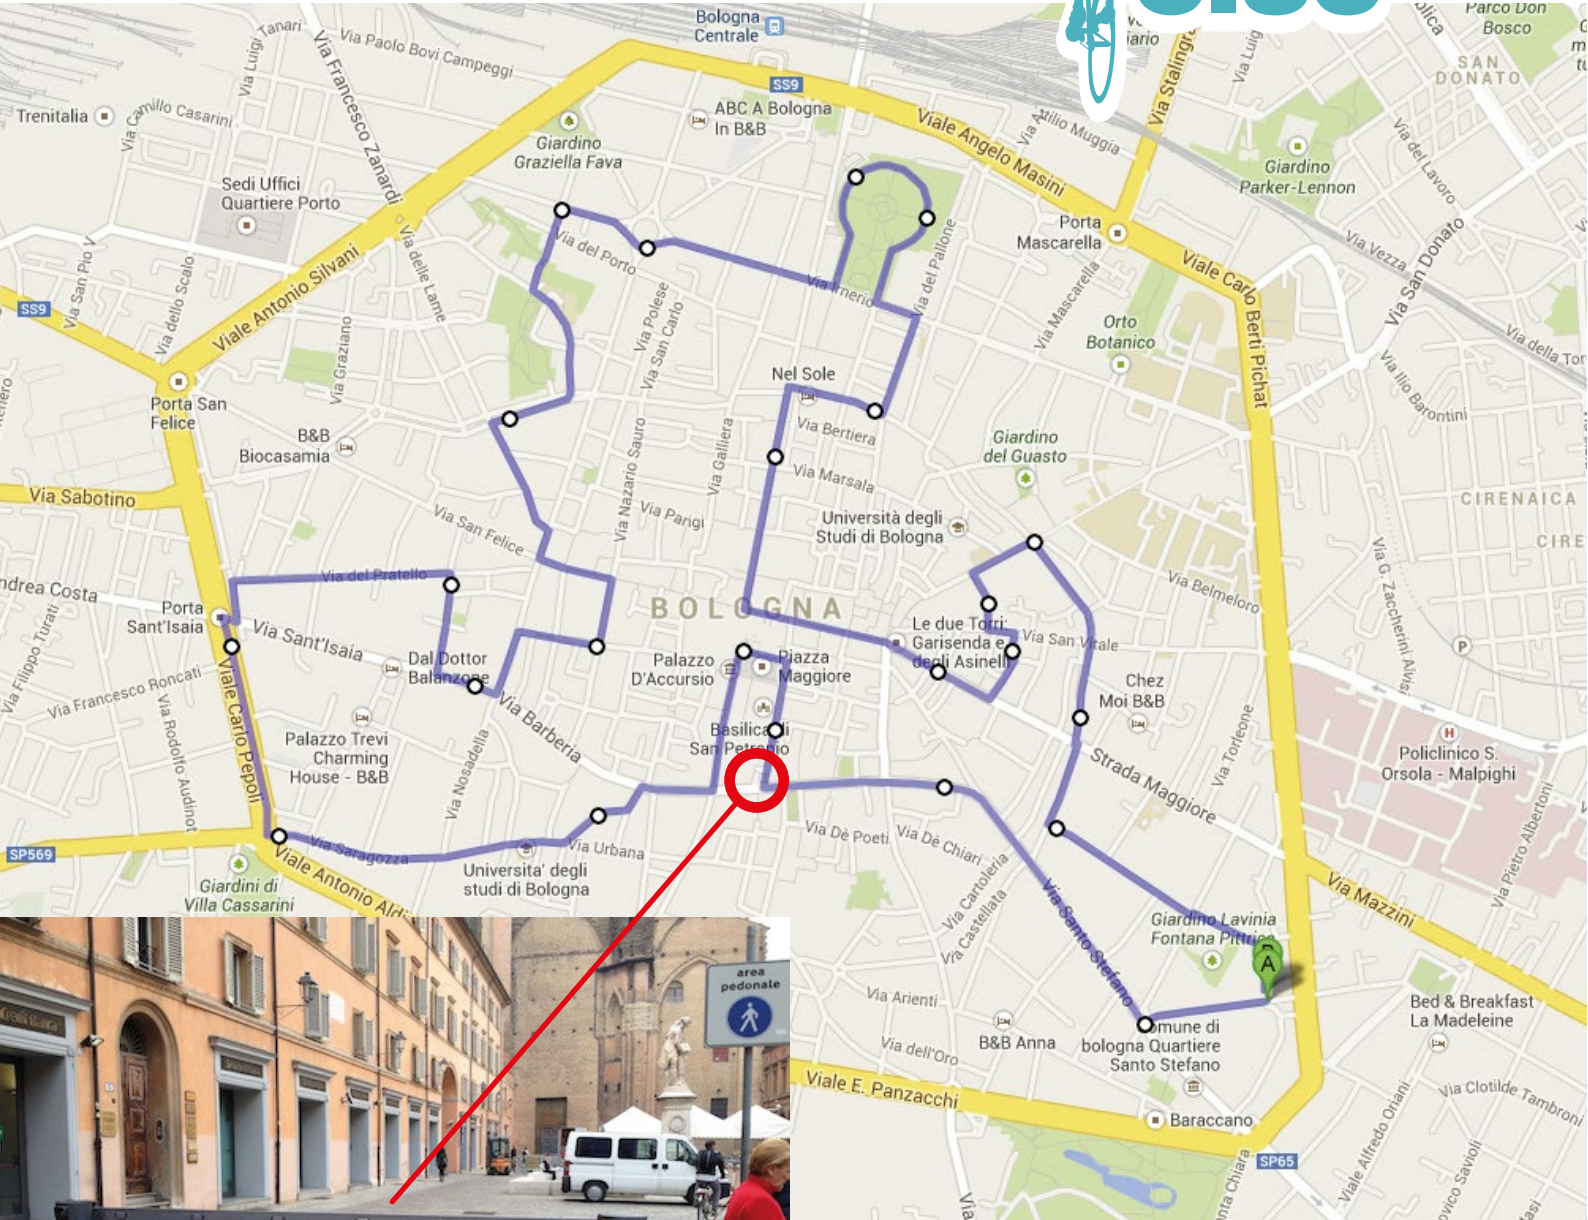 Bologna
Centrale
Parco Don
Bosco
SAN
DONATO
Via Luigi Tanari
Via Paolo Bovi Campeggi
Via Francesco Zanardi
Via Stalingra
Via Luig
Trenitalia
Via Camillo Casarini
SS9
ABC A Bologna
In B&B
Viale Angelo Masini
Attilio Muggia
Giardino
Graziella Fava
Giardino
Parker-Lennon
Via del Lavoro
Sedi Uffici
Quartiere Porto
Porta
Mascarella
Via Vezza
Via San Donato
Via San Pio V
Via dello Scalo
Viale Antonio Silvani
Via delle Lame
Via del Porto
Via Irnerio
Via del Pallone
Via Mascarella
Viale Carlo Berti Pichat
SS9
Via Polese
Via San Carlo
Orto
Botanico
Via della Tor
Via Ilio Barontini
Via Graziano
Nel Sole
Porta San
Felice
B&B
Biocasamia
Via Nazario Sauro
Via Galliera
Via Bertiera
Via Marsala
Giardino
del Guasto
Via Sabotino
Via San Felice
Via Parigi
Università degli
Studi di Bologna
CIRENAICA
CIRE
Via G. Zaccherini Alvisi
Via Belmeloro
ndrea Costa
Via del Pratello
Porta
Sant'Isaia
Via Sant'Isaia
BOLOGNA
Le due Torri:
Garisenda e
degli Asinelli
Via San Vitale
Via Filippo Turati
Via Francesco Roncati
Dal Dottor
Balanzone
Palazzo
D'Accursio
Piazza
Maggiore
Chez
Moi B&B
P
H
Policlinico S.
Orsola - Malpighi
Via Rodolfo Audinot
Viale Carlo Pepoli
Palazzo Trevi
Charming
House - B&B
Via Nosadella
Via Barberia
Basilica di
San Petronio
Strada Maggiore
Via Torleone
Via Pietro Albertoni
SP569
Via Saragozza
Via Urbana
Universita' degli
studi di Bologna
Via Dè Poeti
Via Dè Chiari
Via Cartoleria
Via Castellata
Via Santo Stefano
Via Mazzini
Giardini di
Villa Cassarini
Viale Antonio Aldi
Giardino Lavinia
Fontana Pittrice
A
Via Arienti
B&B Anna
Via dell'Oro
omune di
bologna Quartiere
Santo Stefano
Bed & Breakfast
La Madeleine
Viale E. Panzacchi
Baraccano
SP65
Via Clotilde Tambroni
Viale Alfredo Oriani
area
pedonale